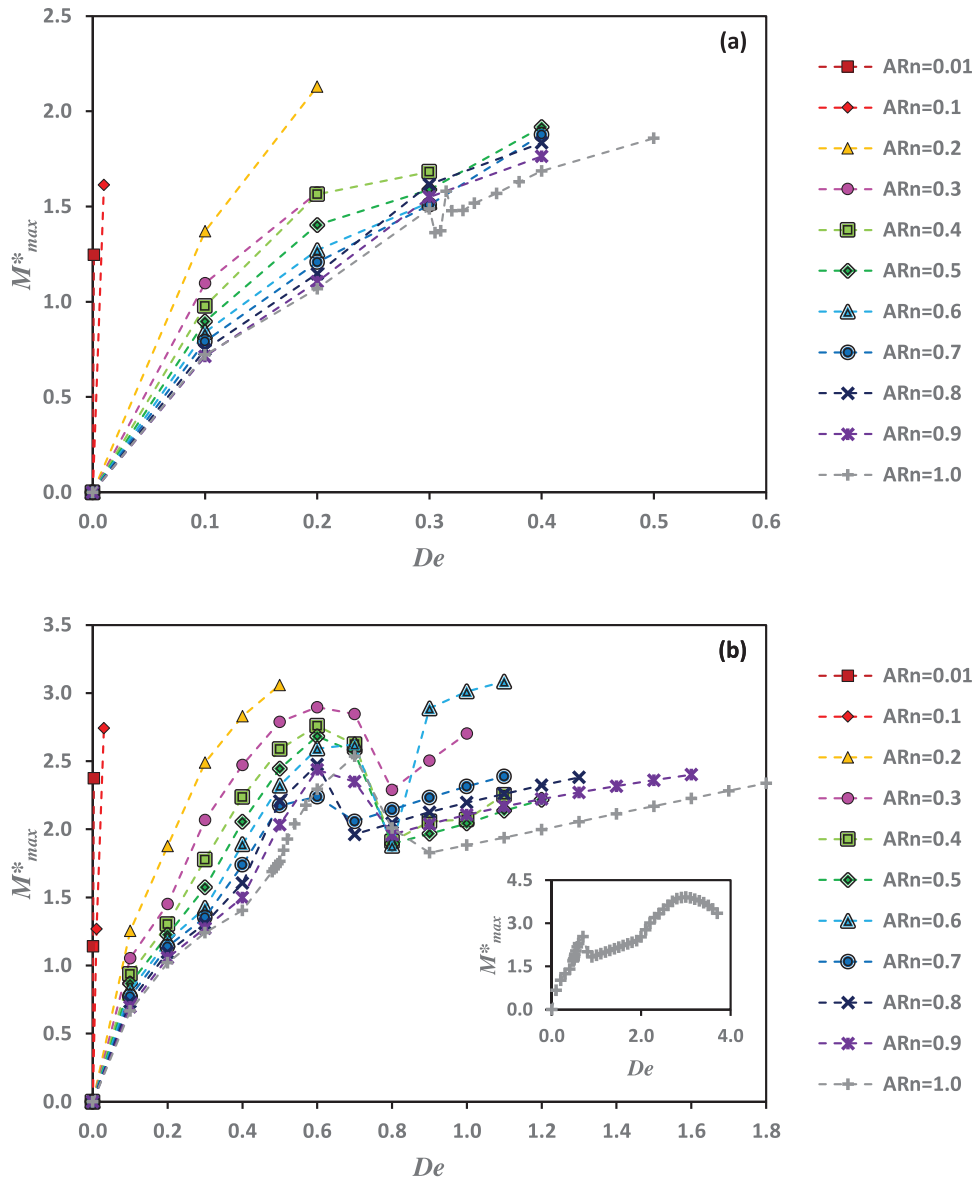 (a)
M*max
2.5
2.0
1.5
1.0
0.5
0.0
0.0 0.1 0.2 0.3 0.4 0.5 0.6
De
ARn=0.01
ARn=0.1
ARn=0.2
ARn=0.3
ARn=0.4
ARn=0.5
ARn=0.6
ARn=0.7
ARn=0.8
ARn=0.9
ARn=1.0
(b)
M*max
3.5
3.0
2.5
2.0
1.5
1.0
0.5
0.0
0.0 0.2 0.4 0.6 0.8 1.0 1.2 1.4 1.6 1.8
De
M*max
4.5
3.0
1.5
0.0
0.0 2.0 4.0
De
ARn=0.01
ARn=0.1
ARn=0.2
ARn=0.3
ARn=0.4
ARn=0.5
ARn=0.6
ARn=0.7
ARn=0.8
ARn=0.9
ARn=1.0